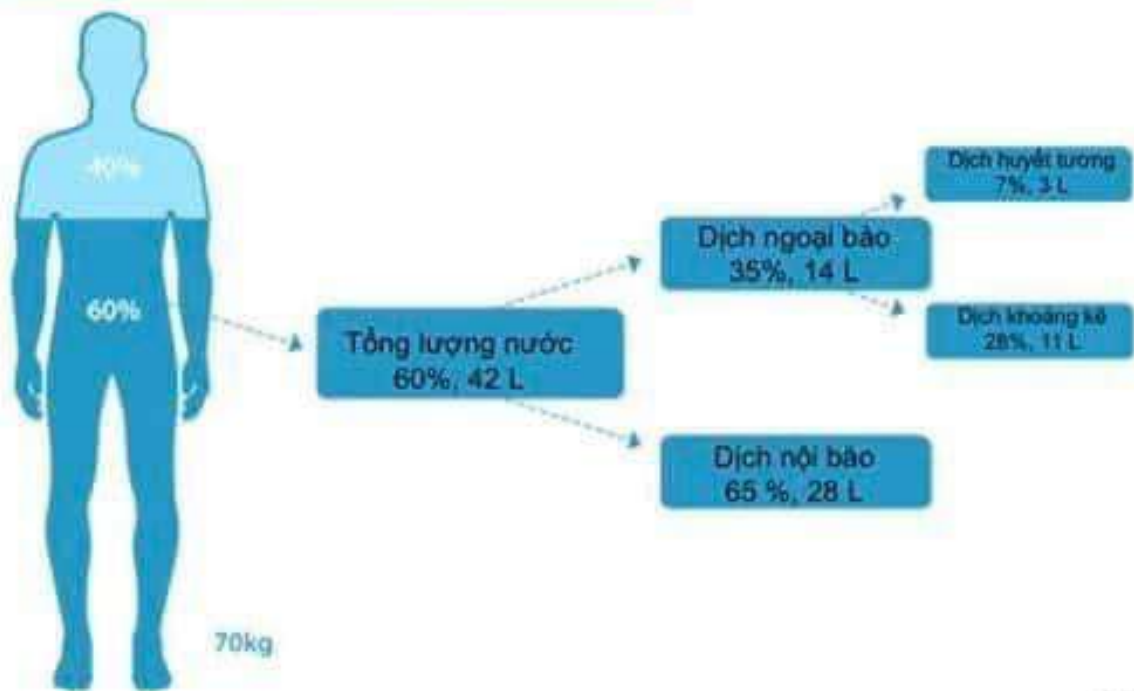 40%
60%
70kg
Tổng lượng nước
60%, 42 L
Dịch ngoại bào
35%, 14 L
Dịch nội bào
65 %, 28 L
Dịch huyết tương
7%, 3 L
Dịch khoảng kẽ
28%, 11 L